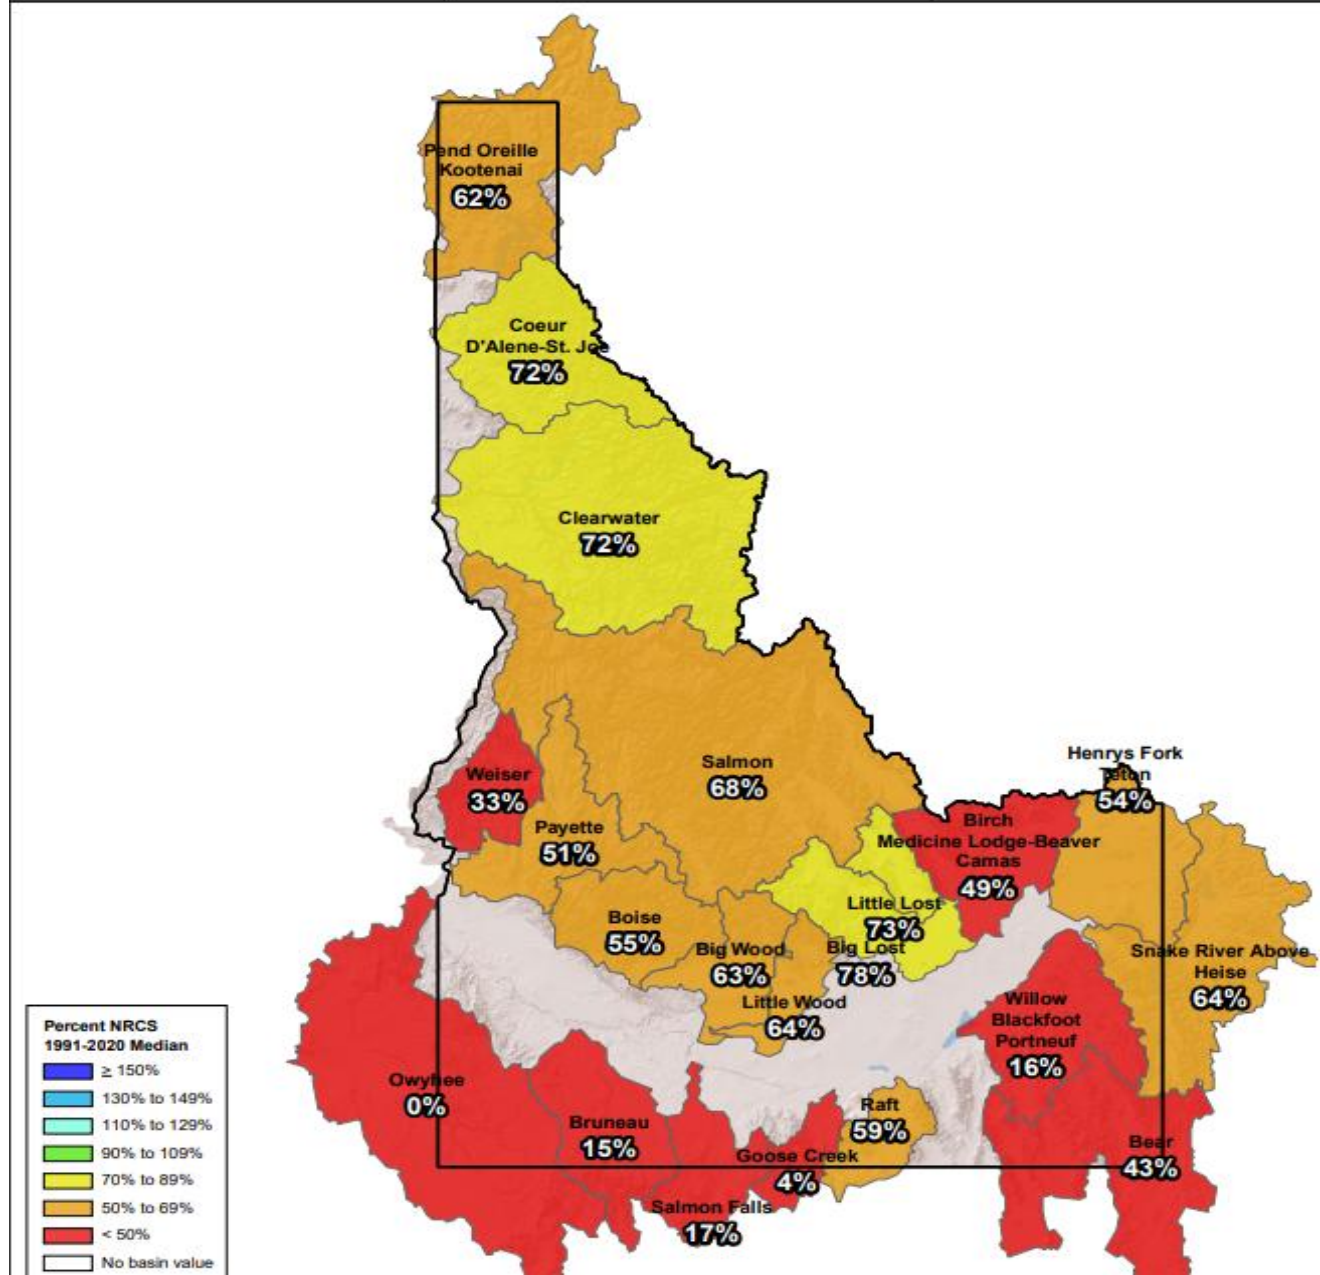 Pend Oreille
Kootenai
62%
Coeur
D'Alene-St. Joe
72%
Clearwater
72%
Salmon
68%
Weiser
33%
Payette
51%
Henrys Fork
Teton
54%
Birch
Medicine Lodge-Beaver
Camas
49%
Little Lost
73%
Boise
55%
Big Wood
63%
Big Lost
78%
Little Wood
64%
Snake River Above
Heise
64%
Willow
Blackfoot
Portneuf
16%
Owyhee
0%
Bruneau
15%
Raft
59%
Goose Creek
4%
Salmon Falls
17%
Bear
43%
Percent NRCS
1991-2020 Median
≥ 150%
130% to 149%
110% to 129%
90% to 109%
70% to 89%
50% to 69%
< 50%
No basin value